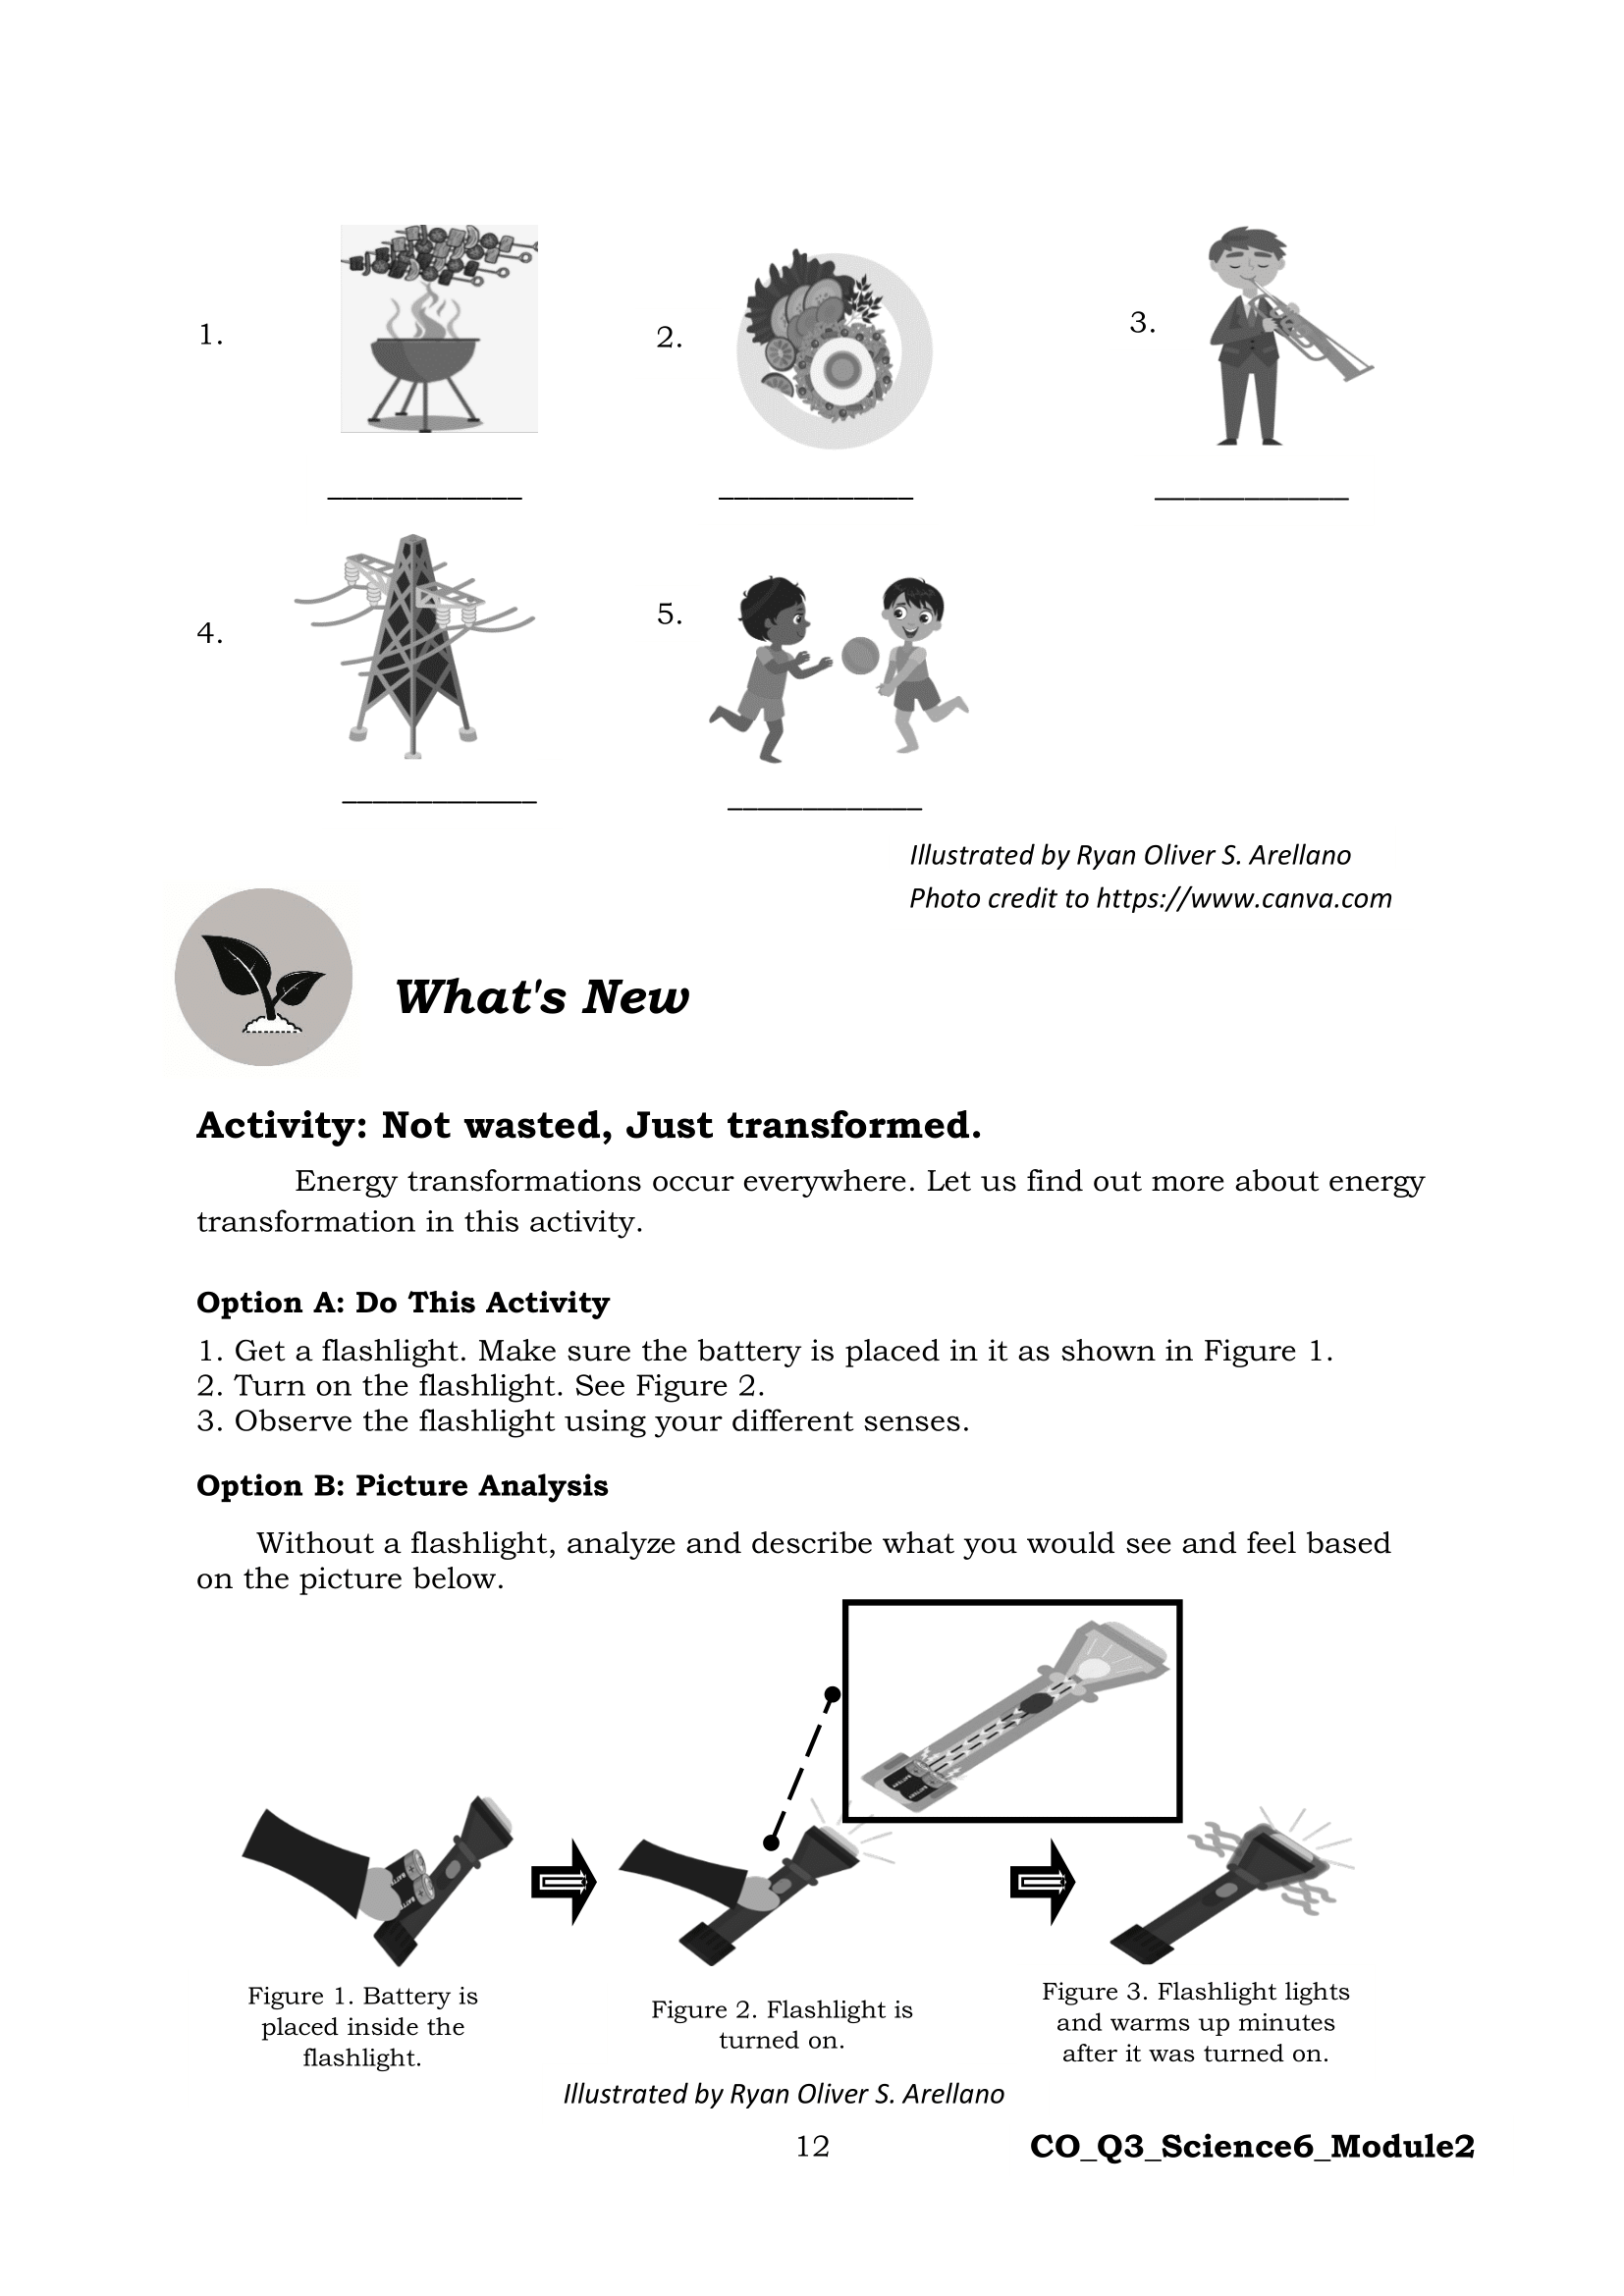 1.
2.
3.
_____________
_____________
_____________
4.
5.
_____________
_____________
Illustrated by Ryan Oliver S. Arellano
Photo credit to https://www.canva.com
What's New
Activity: Not wasted, Just transformed.
Energy transformations occur everywhere. Let us find out more about energy
transformation in this activity.
Option A: Do This Activity
1. Get a flashlight. Make sure the battery is placed in it as shown in Figure 1.
2. Turn on the flashlight. See Figure 2.
3. Observe the flashlight using your different senses.
Option B: Picture Analysis
Without a flashlight, analyze and describe what you would see and feel based
on the picture below.
Figure 1. Battery is
placed inside the
flashlight.
Figure 2. Flashlight is
turned on.
Figure 3. Flashlight lights
and warms up minutes
after it was turned on.
Illustrated by Ryan Oliver S. Arellano
12
CO_Q3_Science6_Module2